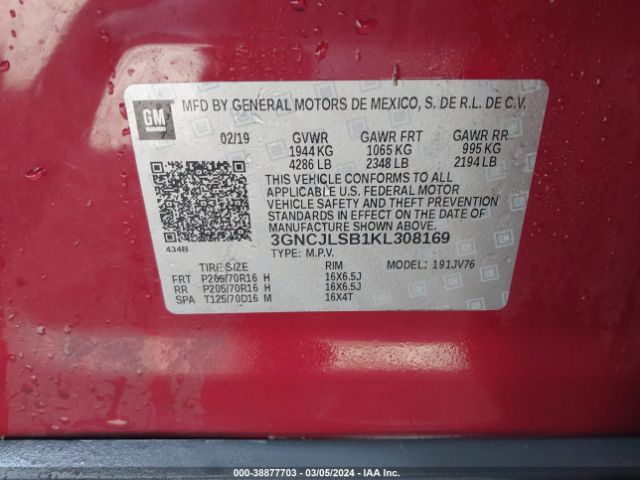 GM
MFD BY GENERAL MOTORS DE MEXICO, S. DE R.L. DE C.V.
02/19 GVWR GAWR FRT GAWR RR
1944 KG 1065 KG 995 KG
4286 LB 2348 LB 2194 LB
THIS VEHICLE CONFORMS TO ALL
APPLICABLE U.S. FEDERAL MOTOR
VEHICLE SAFETY, BUMPER, AND THEFT
PREVENTION STANDARDS IN
EFFECT ON THE DATE OF
MANUFACTURE SHOWN ABOVE.
3GNCJLSB1KL308169
434B TYPE: M.P.V.
TIRE SIZE RIM MODEL: 191JV76
FRT P205/70R16 H 16X6.5J
RR P205/70R16 H 16X6.5J
SPA T125/70D16 M 16X4T
000-38877703 — 03/05/2024 — IAA Inc.